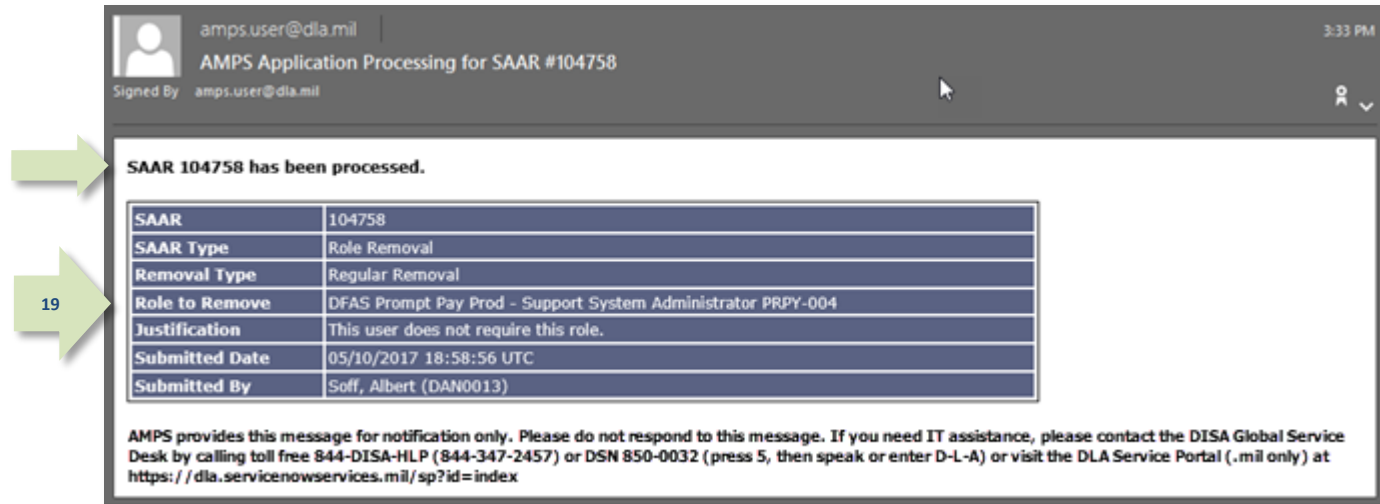 amps.user@dla.mil
3:33 PM
AMPS Application Processing for SAAR #104758
Signed By amps.user@dla.mil
SAAR 104758 has been processed.
SAAR 104758
SAAR Type Role Removal
Removal Type Regular Removal
19
Role to Remove DFAS Prompt Pay Prod - Support System Administrator PRPY-004
Justification This user does not require this role.
Submitted Date 05/10/2017 18:58:56 UTC
Submitted By Soff, Albert (DAN0013)
AMPS provides this message for notification only. Please do not respond to this message. If you need IT assistance, please contact the DISA Global Service
Desk by calling toll free 844-DISA-HLP (844-347-2457) or DSN 850-0032 (press 5, then speak or enter D-L-A) or visit the DLA Service Portal (.mil only) at
https://dla.servicenowservices.mil/sp?id=index